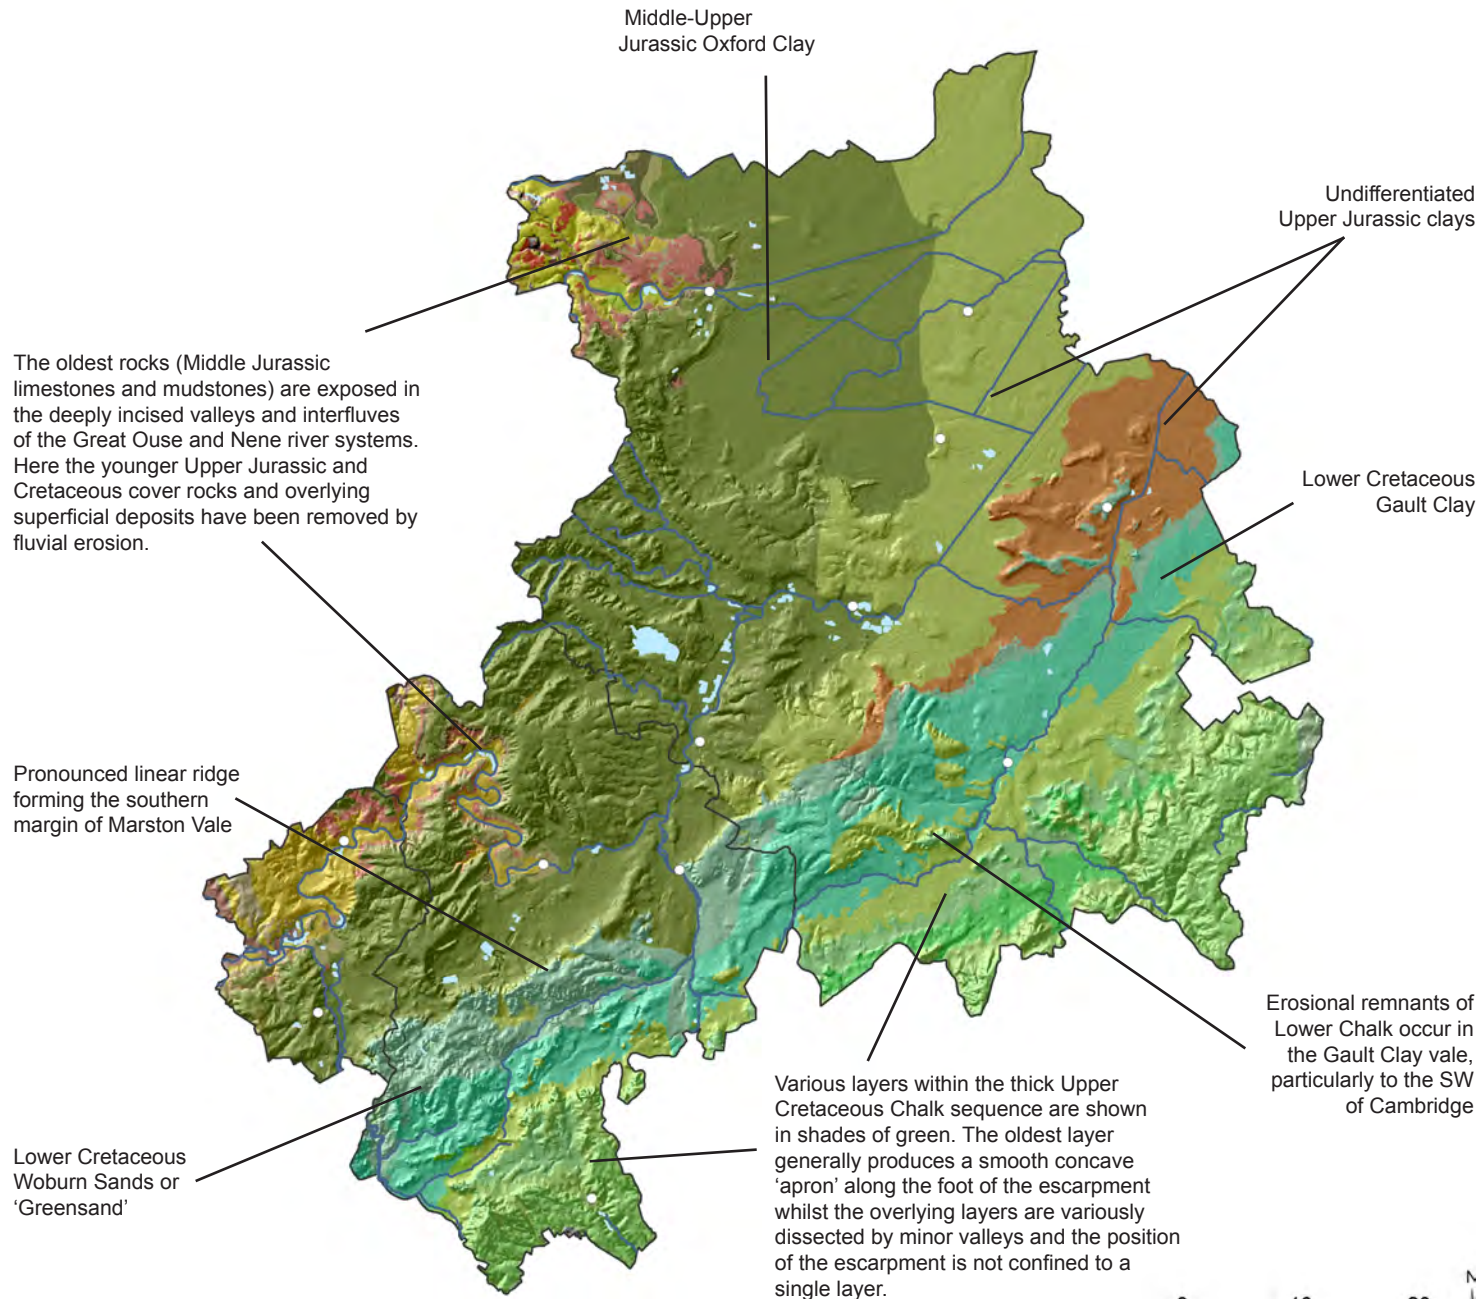 Middle-Upper
Jurassic Oxford Clay
Undifferentiated
Upper Jurassic clays
The oldest rocks (Middle Jurassic
limestones and mudstones) are exposed in
the deeply incised valleys and interfluves
of the Great Ouse and Nene river systems.
Here the younger Upper Jurassic and
Cretaceous cover rocks and overlying
superficial deposits have been removed by
fluvial erosion.
Lower Cretaceous
Gault Clay
Pronounced linear ridge
forming the southern
margin of Marston Vale
Erosional remnants of
Lower Chalk occur in
the Gault Clay vale,
particularly to the SW
of Cambridge
Various layers within the thick Upper
Cretaceous Chalk sequence are shown
in shades of green. The oldest layer
generally produces a smooth concave
‘apron’ along the foot of the escarpment
whilst the overlying layers are variously
dissected by minor valleys and the position
of the escarpment is not confined to a
single layer.
Lower Cretaceous
Woburn Sands or
‘Greensand’